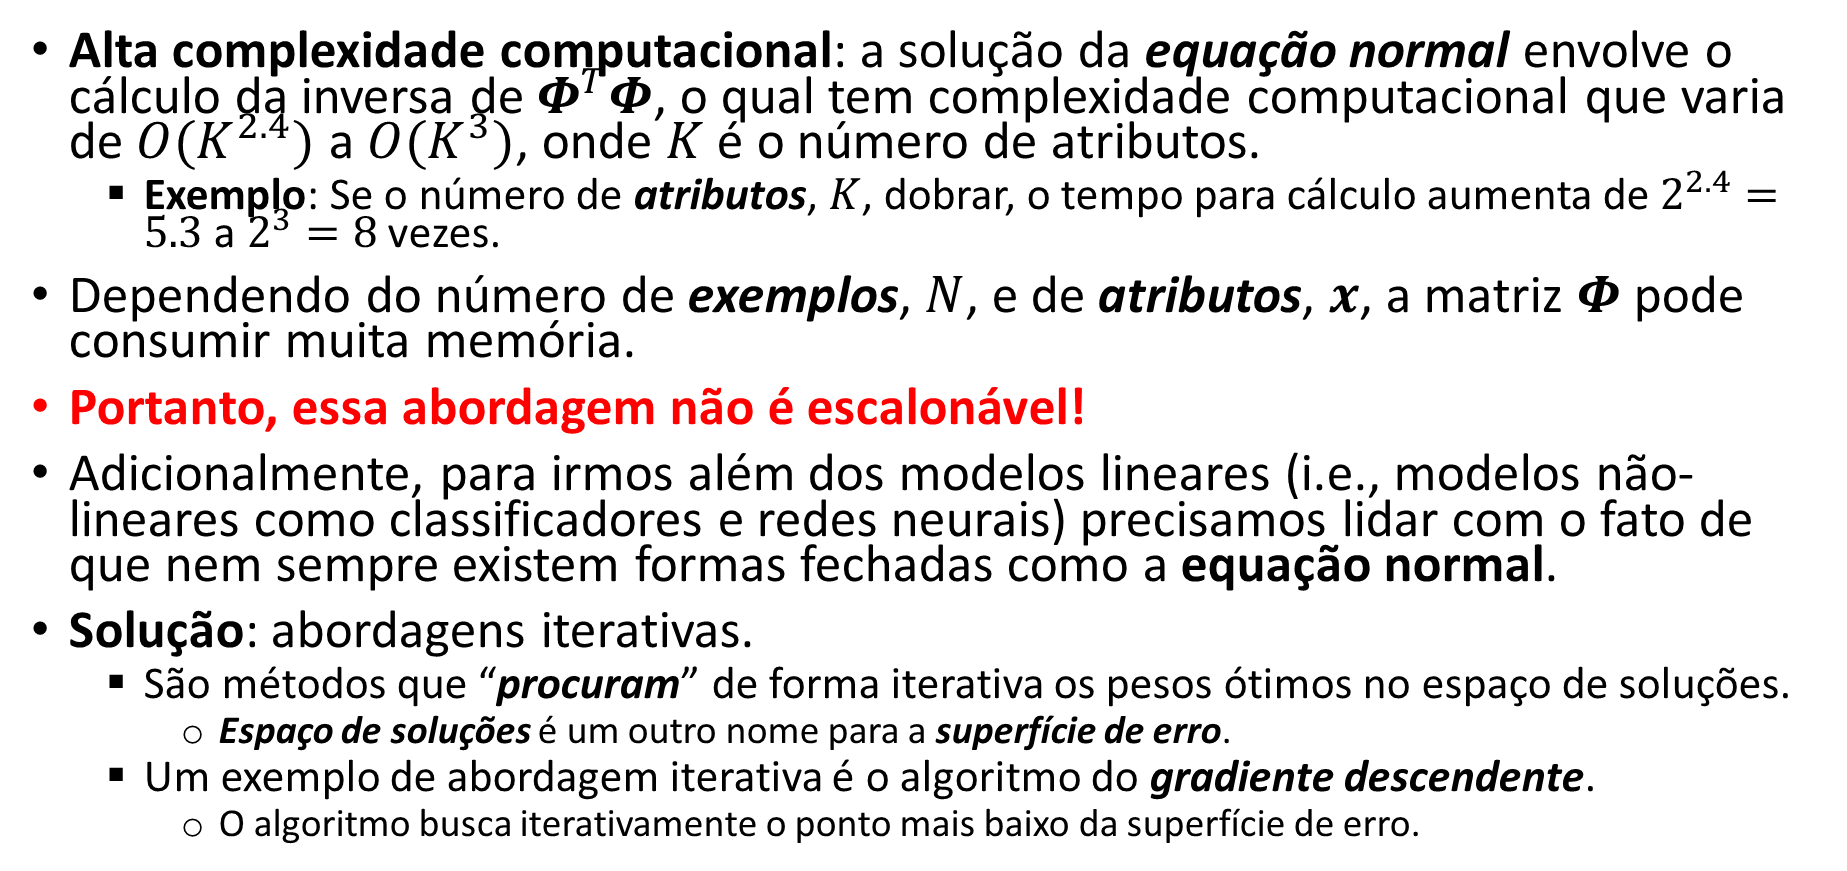 • Alta complexidade computacional: a solução da equação normal envolve o
cálculo da inversa de Φᵀ Φ, o qual tem complexidade computacional que varia
de O(K^2.4) a O(K^3), onde K é o número de atributos.
▪ Exemplo: Se o número de atributos, K, dobrar, o tempo para cálculo aumenta de 2^2.4 =
5.3 a 2^3 = 8 vezes.
• Dependendo do número de exemplos, N, e de atributos, x, a matriz Φ pode
consumir muita memória.
• Portanto, essa abordagem não é escalonável!
• Adicionalmente, para irmos além dos modelos lineares (i.e., modelos não-
lineares como classificadores e redes neurais) precisamos lidar com o fato de
que nem sempre existem formas fechadas como a equação normal.
• Solução: abordagens iterativas.
▪ São métodos que “procuram” de forma iterativa os pesos ótimos no espaço de soluções.
o Espaço de soluções é um outro nome para a superfície de erro.
▪ Um exemplo de abordagem iterativa é o algoritmo do gradiente descendente.
o O algoritmo busca iterativamente o ponto mais baixo da superfície de erro.